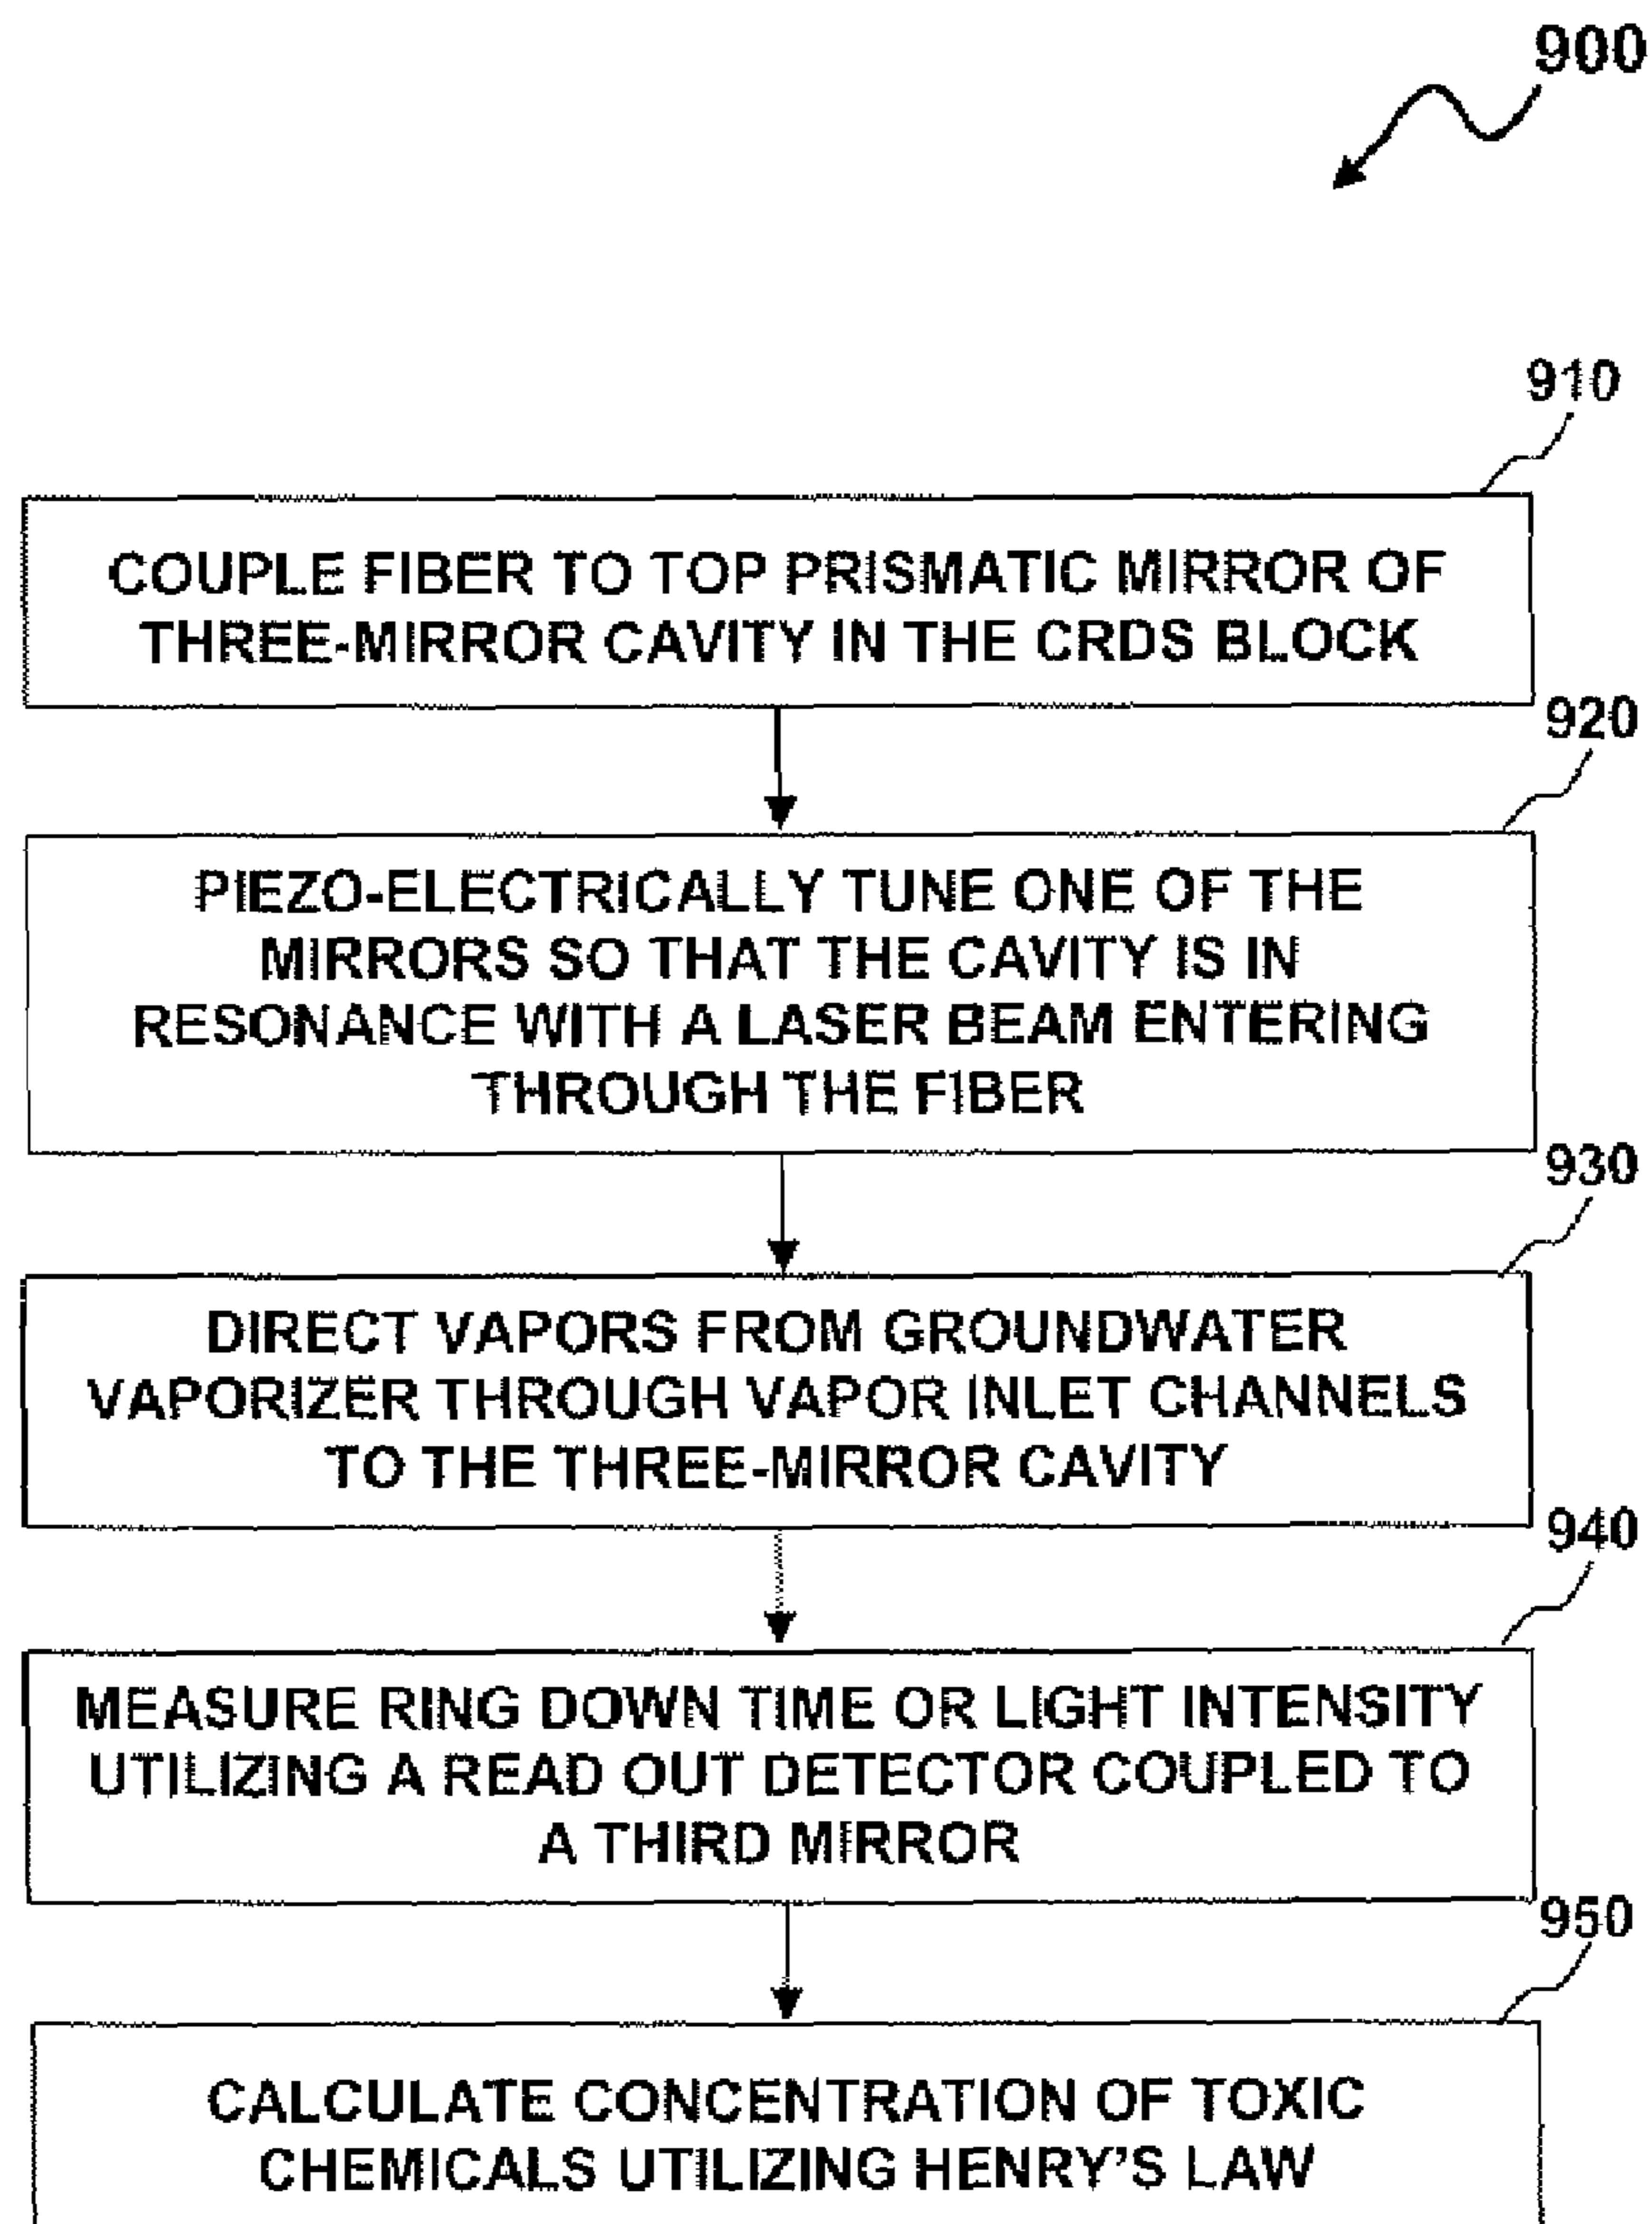 900
910
COUPLE FIBER TO TOP PRISMATIC MIRROR OF
THREE-MIRROR CAVITY IN THE CRDS BLOCK
920
PIEZO-ELECTRICALLY TUNE ONE OF THE
MIRRORS SO THAT THE CAVITY IS IN
RESONANCE WITH A LASER BEAM ENTERING
THROUGH THE FIBER
930
DIRECT VAPORS FROM GROUNDWATER
VAPORIZER THROUGH VAPOR INLET CHANNELS
TO THE THREE-MIRROR CAVITY
940
MEASURE RING DOWN TIME OR LIGHT INTENSITY
UTILIZING A READ OUT DETECTOR COUPLED TO
A THIRD MIRROR
950
CALCULATE CONCENTRATION OF TOXIC
CHEMICALS UTILIZING HENRY'S LAW